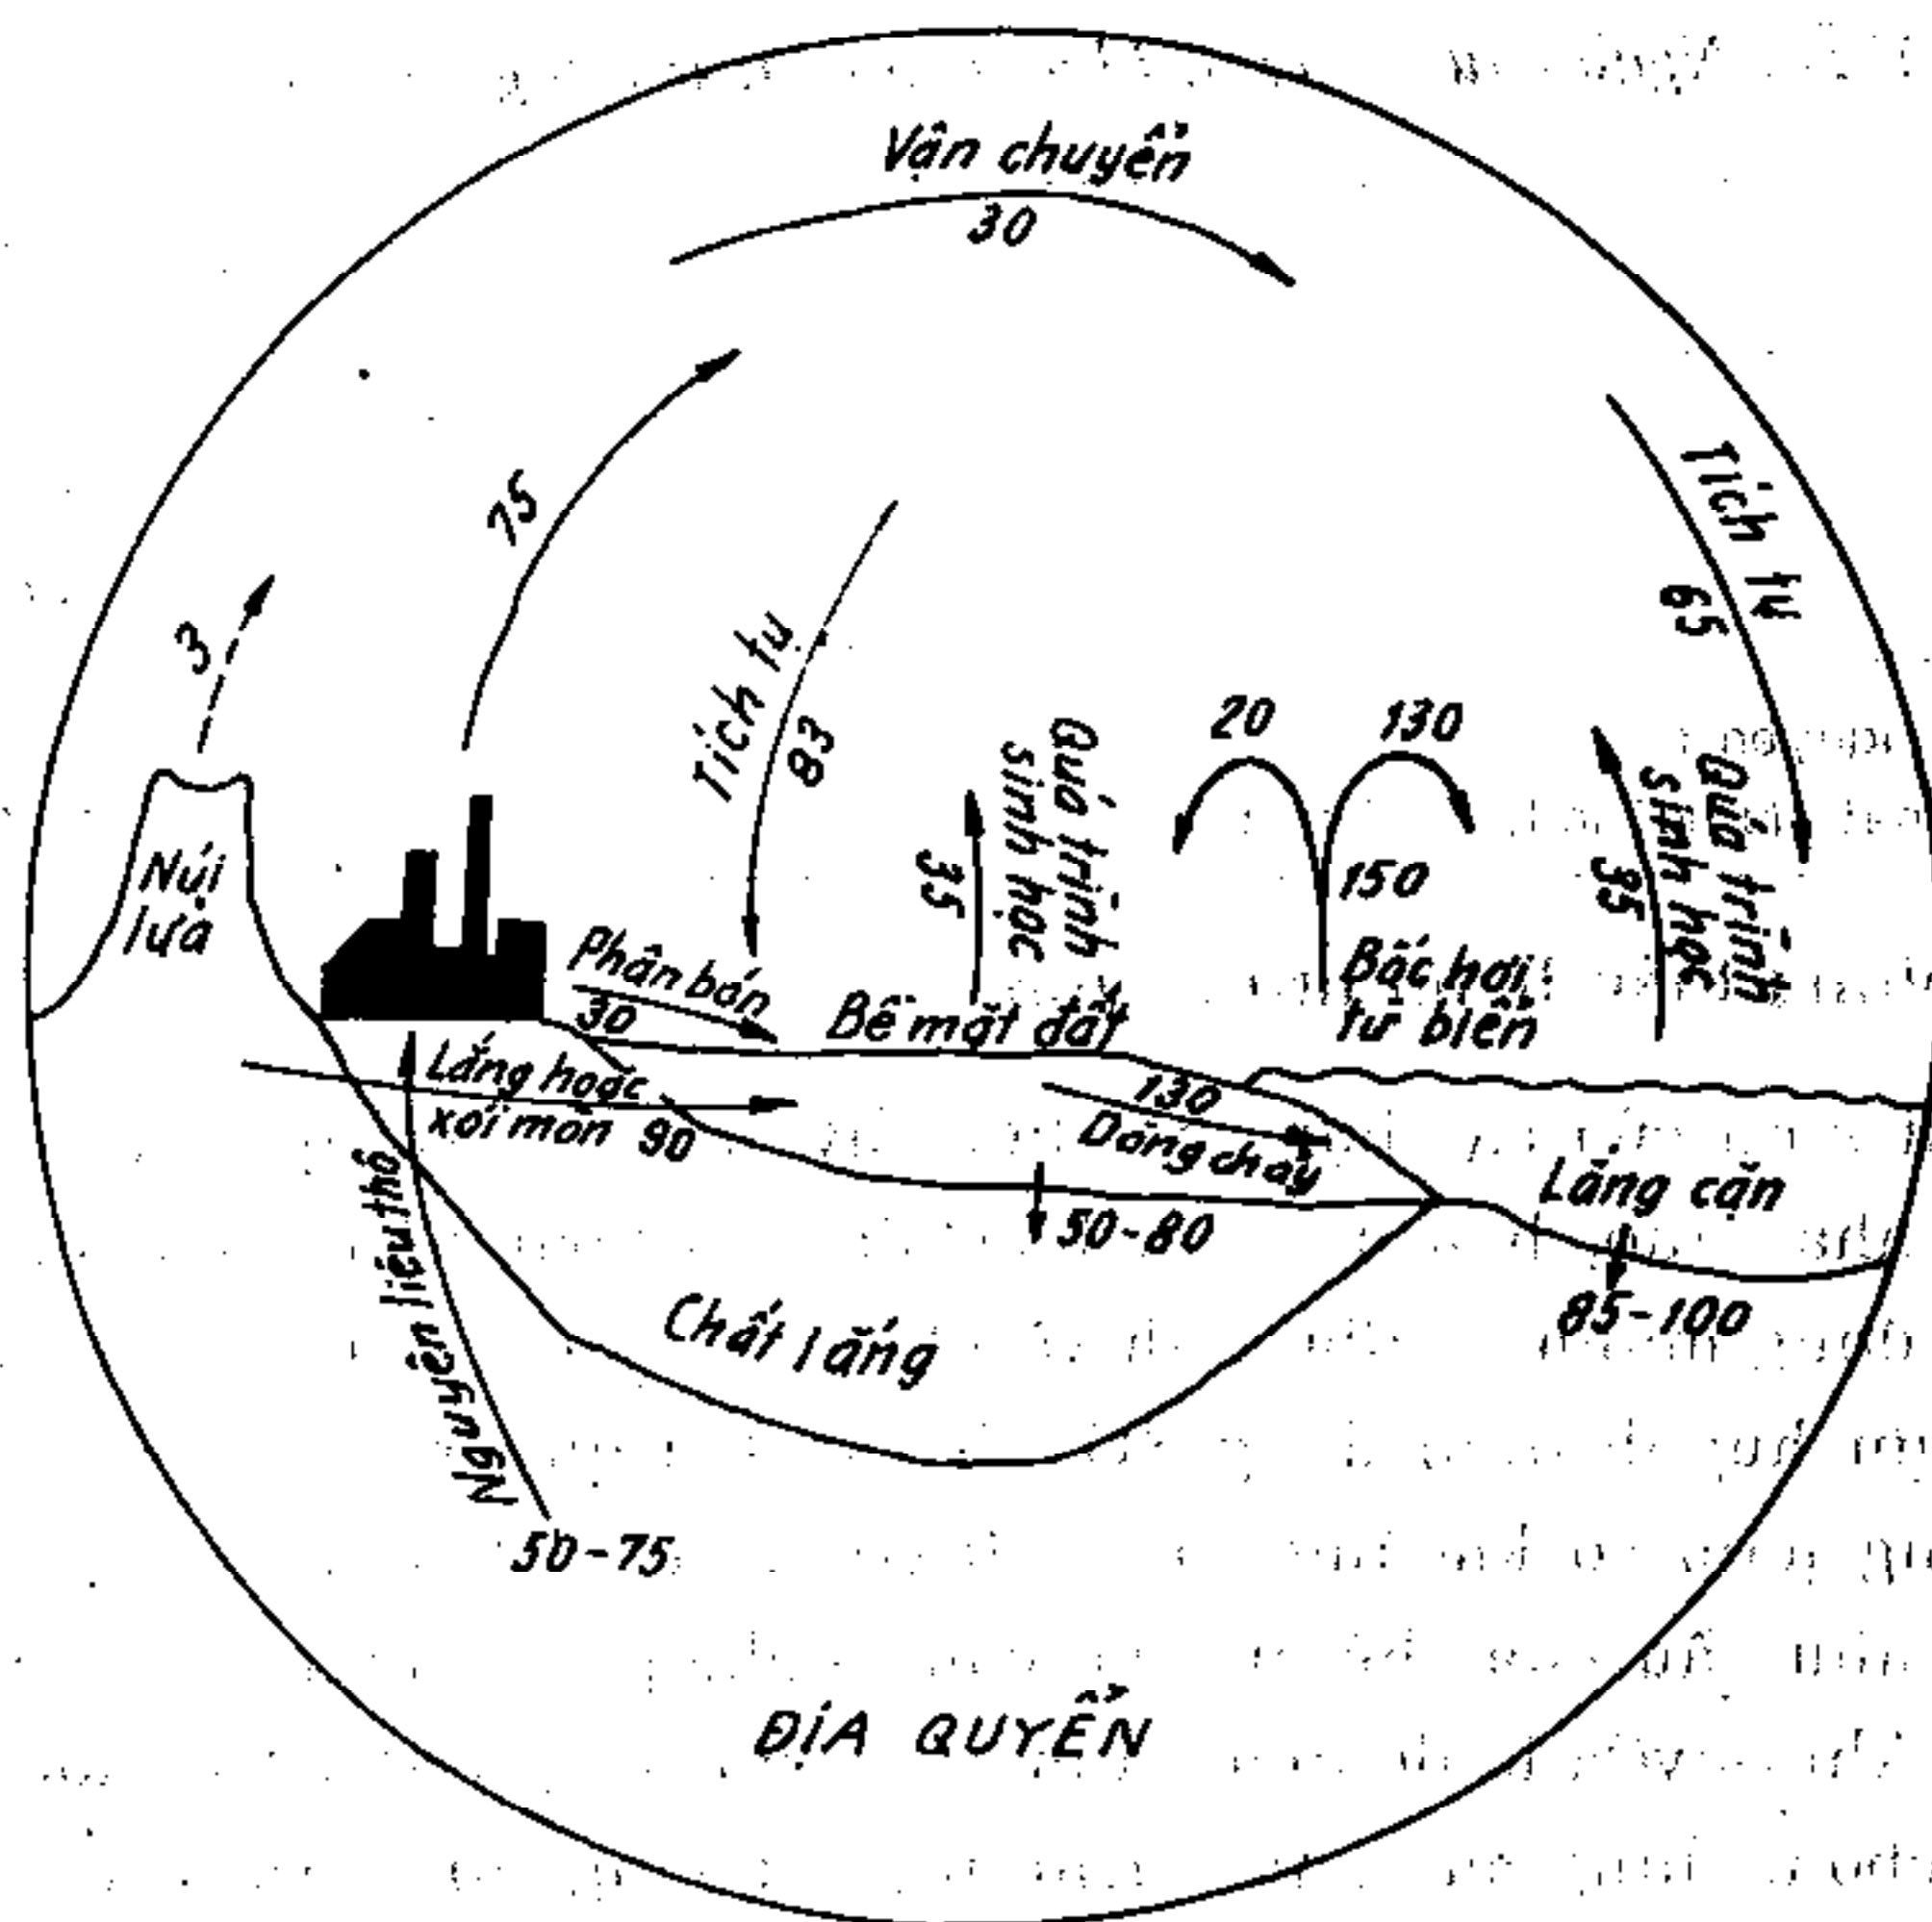 Vận chuyển
30
75
3
Tích tụ
65
Tích tụ
83
20
130
150
Quá trình
sinh học
35
Quá trình
sinh học
35
Núi
lửa
Phân bón
30
Bề mặt đất
Bốc hơi
từ biển
Lắng hoặc
xói mòn 90
130
Dòng chảy
Lắng cặn
50-80
85-100
Nguyên liệu thô
50-75
Chất lắng
ĐỊA QUYỂN